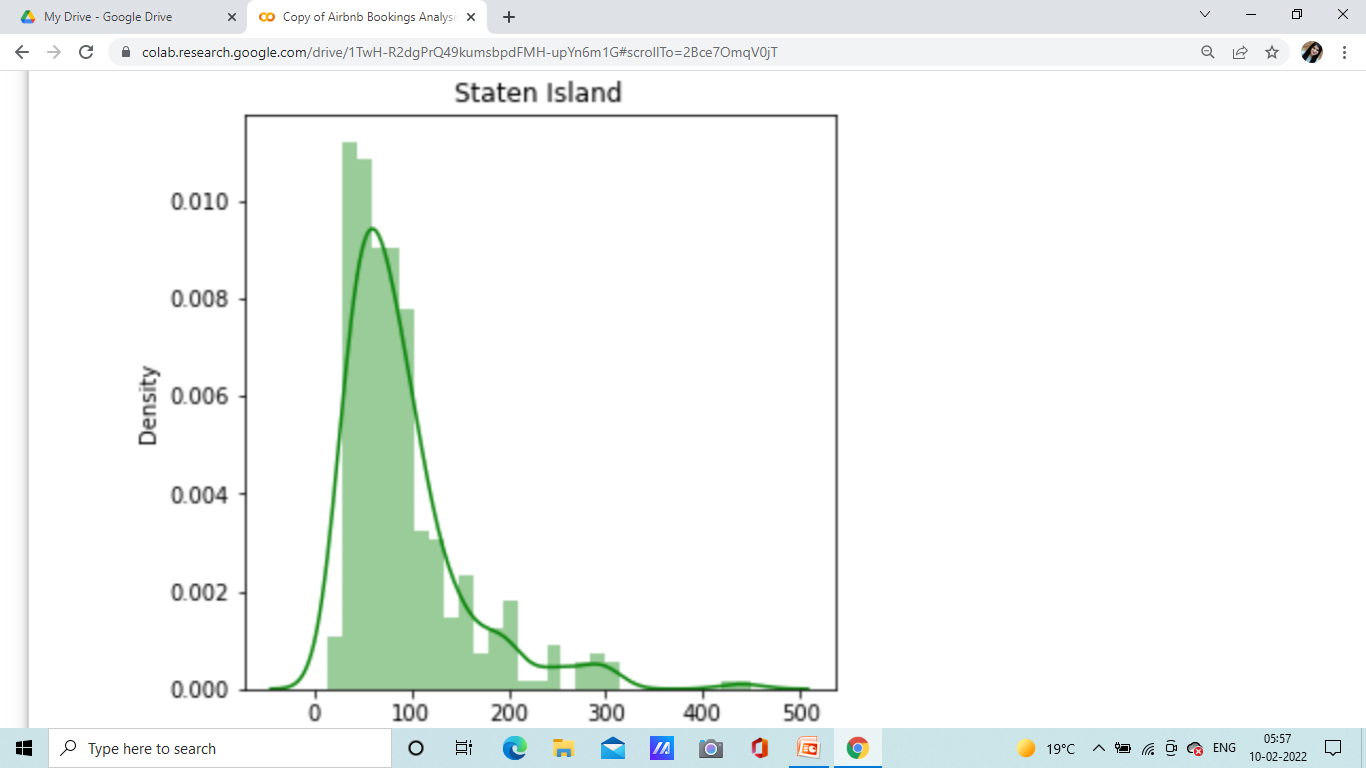 My Drive - Google Drive
Copy of Airbnb Bookings Analysi
colab.research.google.com/drive/1TwH-R2dgPrQ49kumsbpdFMH-upYn6m1G#scrollTo=2Bce7OmqV0jT
Staten Island
0.010
0.008
0.006
0.004
0.002
0.000
Density
0 100 200 300 400 500
Type here to search
19°C
ENG
05:57
10-02-2022